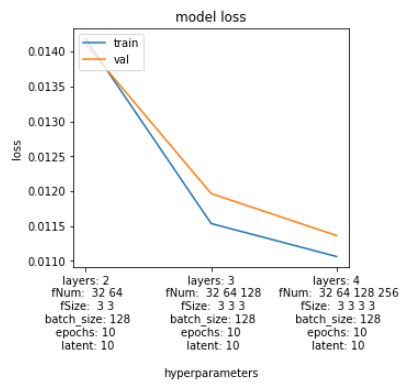 model loss
train
val
0.0140
0.0135
0.0130
0.0125
0.0120
0.0115
0.0110
loss
layers: 2
fNum: 32 64
fSize: 3 3
batch_size: 128
epochs: 10
latent: 10
layers: 3
fNum: 32 64 128
fSize: 3 3 3
batch_size: 128
epochs: 10
latent: 10
layers: 4
fNum: 32 64 128 256
fSize: 3 3 3 3
batch_size: 128
epochs: 10
latent: 10
hyperparameters